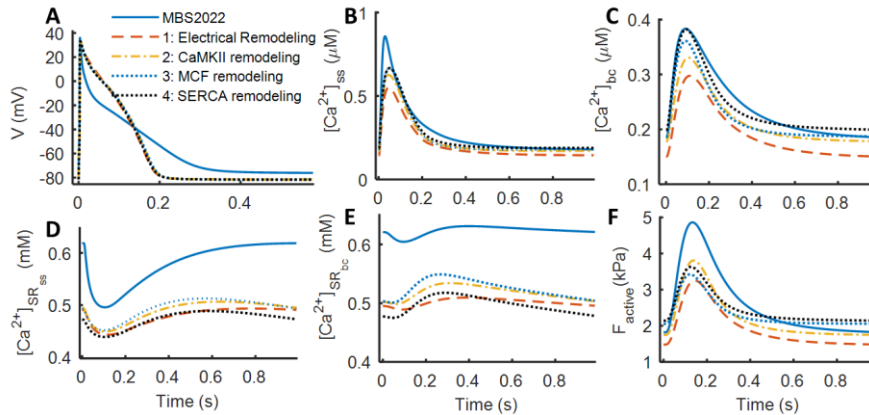 A
MBS2022
1: Electrical Remodeling
2: CaMKII remodeling
3: MCF remodeling
4: SERCA remodeling
V (mV)
40
20
0
-20
-40
-60
-80
0
0.2
0.4
B
[Ca2+]ss (μM)
1
0.5
0
0
0.2
0.4
0.6
0.8
C
[Ca2+]bc (μM)
0.4
0.3
0.2
0.1
0
0.2
0.4
0.6
0.8
D
[Ca2+]SRss (mM)
0.6
0.5
0.4
0
0.2
0.4
0.6
0.8
Time (s)
E
[Ca2+]SRbc (mM)
0.6
0.5
0.4
0
0.2
0.4
0.6
0.8
Time (s)
F
Factive (kPa)
5
4
3
2
1
0
0.2
0.4
0.6
0.8
Time (s)